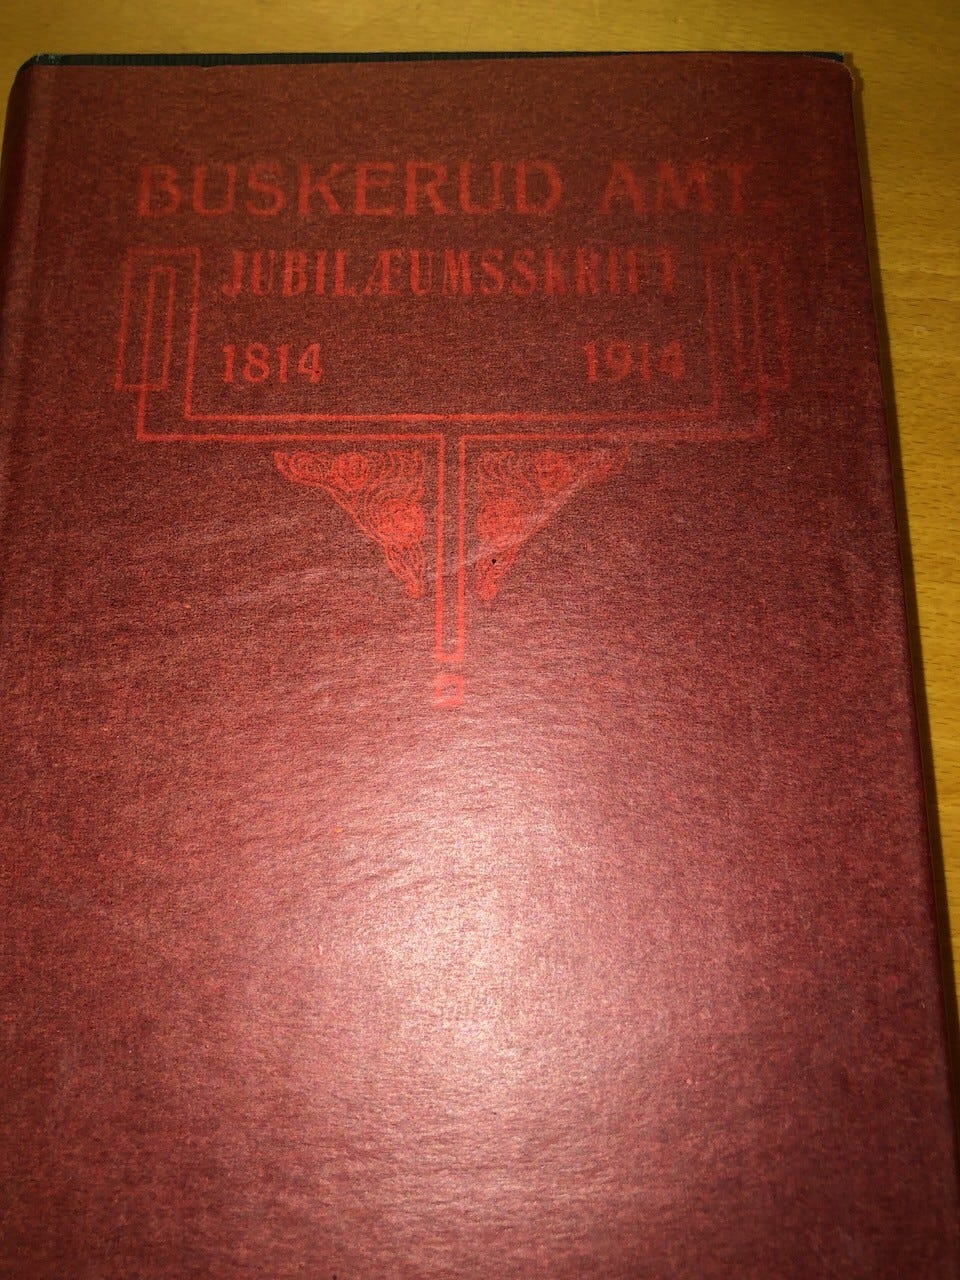 BUSKERUD AMT.
JUBILÆUMSSKRIFT
1814 1914